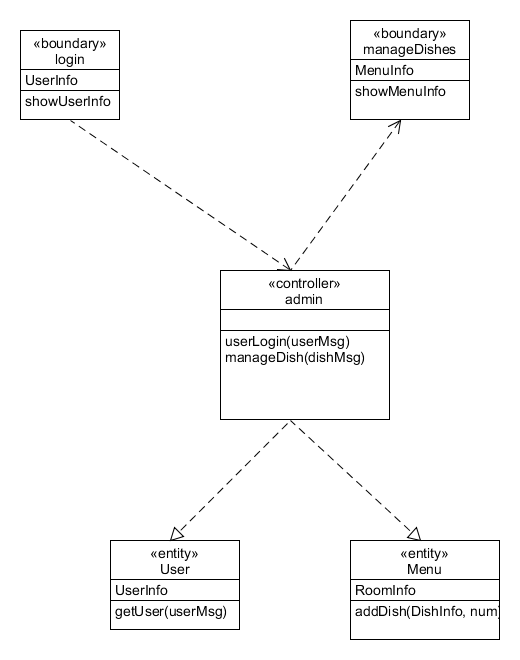 «boundary»
login
UserInfo
showUserInfo
«boundary»
manageDishes
MenuInfo
showMenuInfo
«controller»
admin
userLogin(userMsg)
manageDish(dishMsg)
«entity»
User
UserInfo
getUser(userMsg)
«entity»
Menu
RoomInfo
addDish(DishInfo, num)